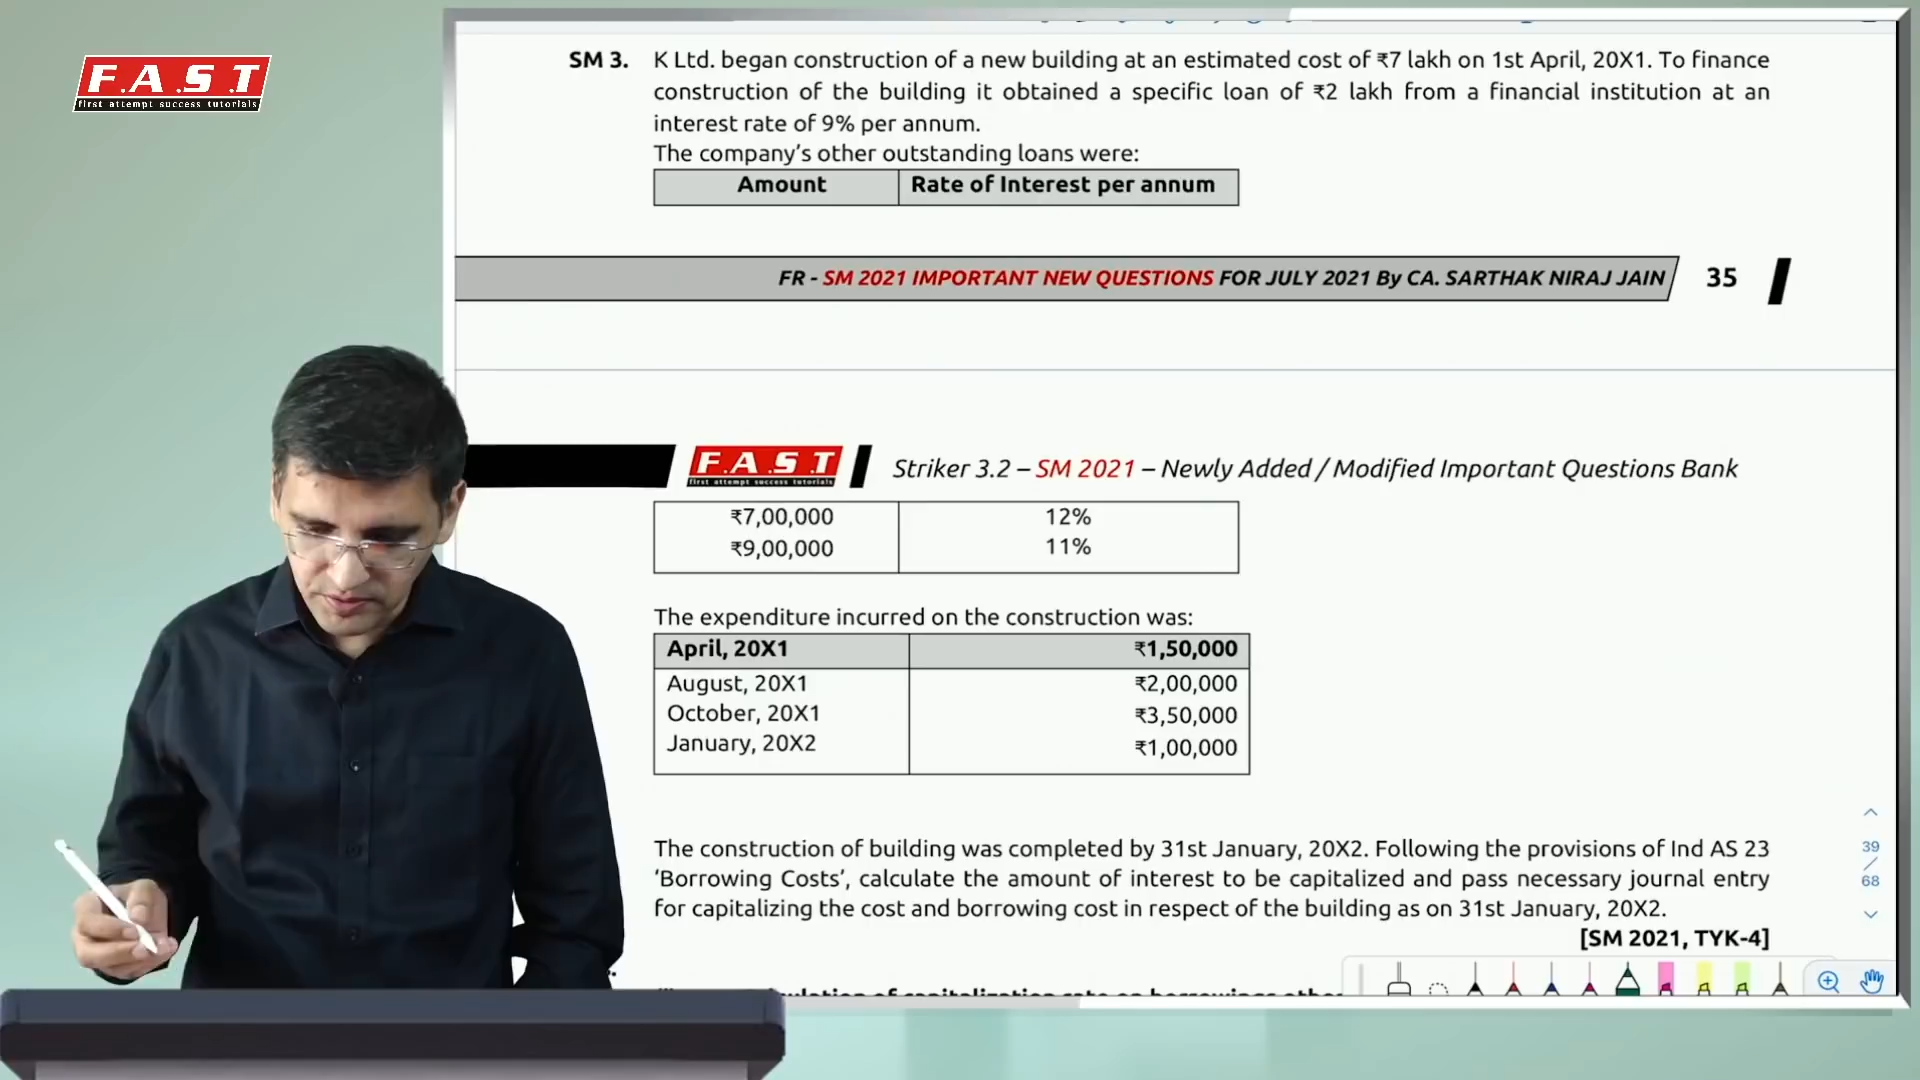 F.A.S.T
first attempt success tutorials
SM 3. K Ltd. began construction of a new building at an estimated cost of ₹7 lakh on 1st April, 20X1. To finance
construction of the building it obtained a specific loan of ₹2 lakh from a financial institution at an
interest rate of 9% per annum.
The company's other outstanding loans were:
Amount Rate of Interest per annum
FR - SM 2021 IMPORTANT NEW QUESTIONS FOR JULY 2021 By CA. SARTHAK NIRAJ JAIN 35
F.A.S.T
first attempt success tutorials
Striker 3.2 – SM 2021 – Newly Added / Modified Important Questions Bank
₹7,00,000 12%
₹9,00,000 11%
The expenditure incurred on the construction was:
April, 20X1 ₹1,50,000
August, 20X1 ₹2,00,000
October, 20X1 ₹3,50,000
January, 20X2 ₹1,00,000
The construction of building was completed by 31st January, 20X2. Following the provisions of Ind AS 23
‘Borrowing Costs’, calculate the amount of interest to be capitalized and pass necessary journal entry
for capitalizing the cost and borrowing cost in respect of the building as on 31st January, 20X2.
[SM 2021, TYK-4]
39
/
68